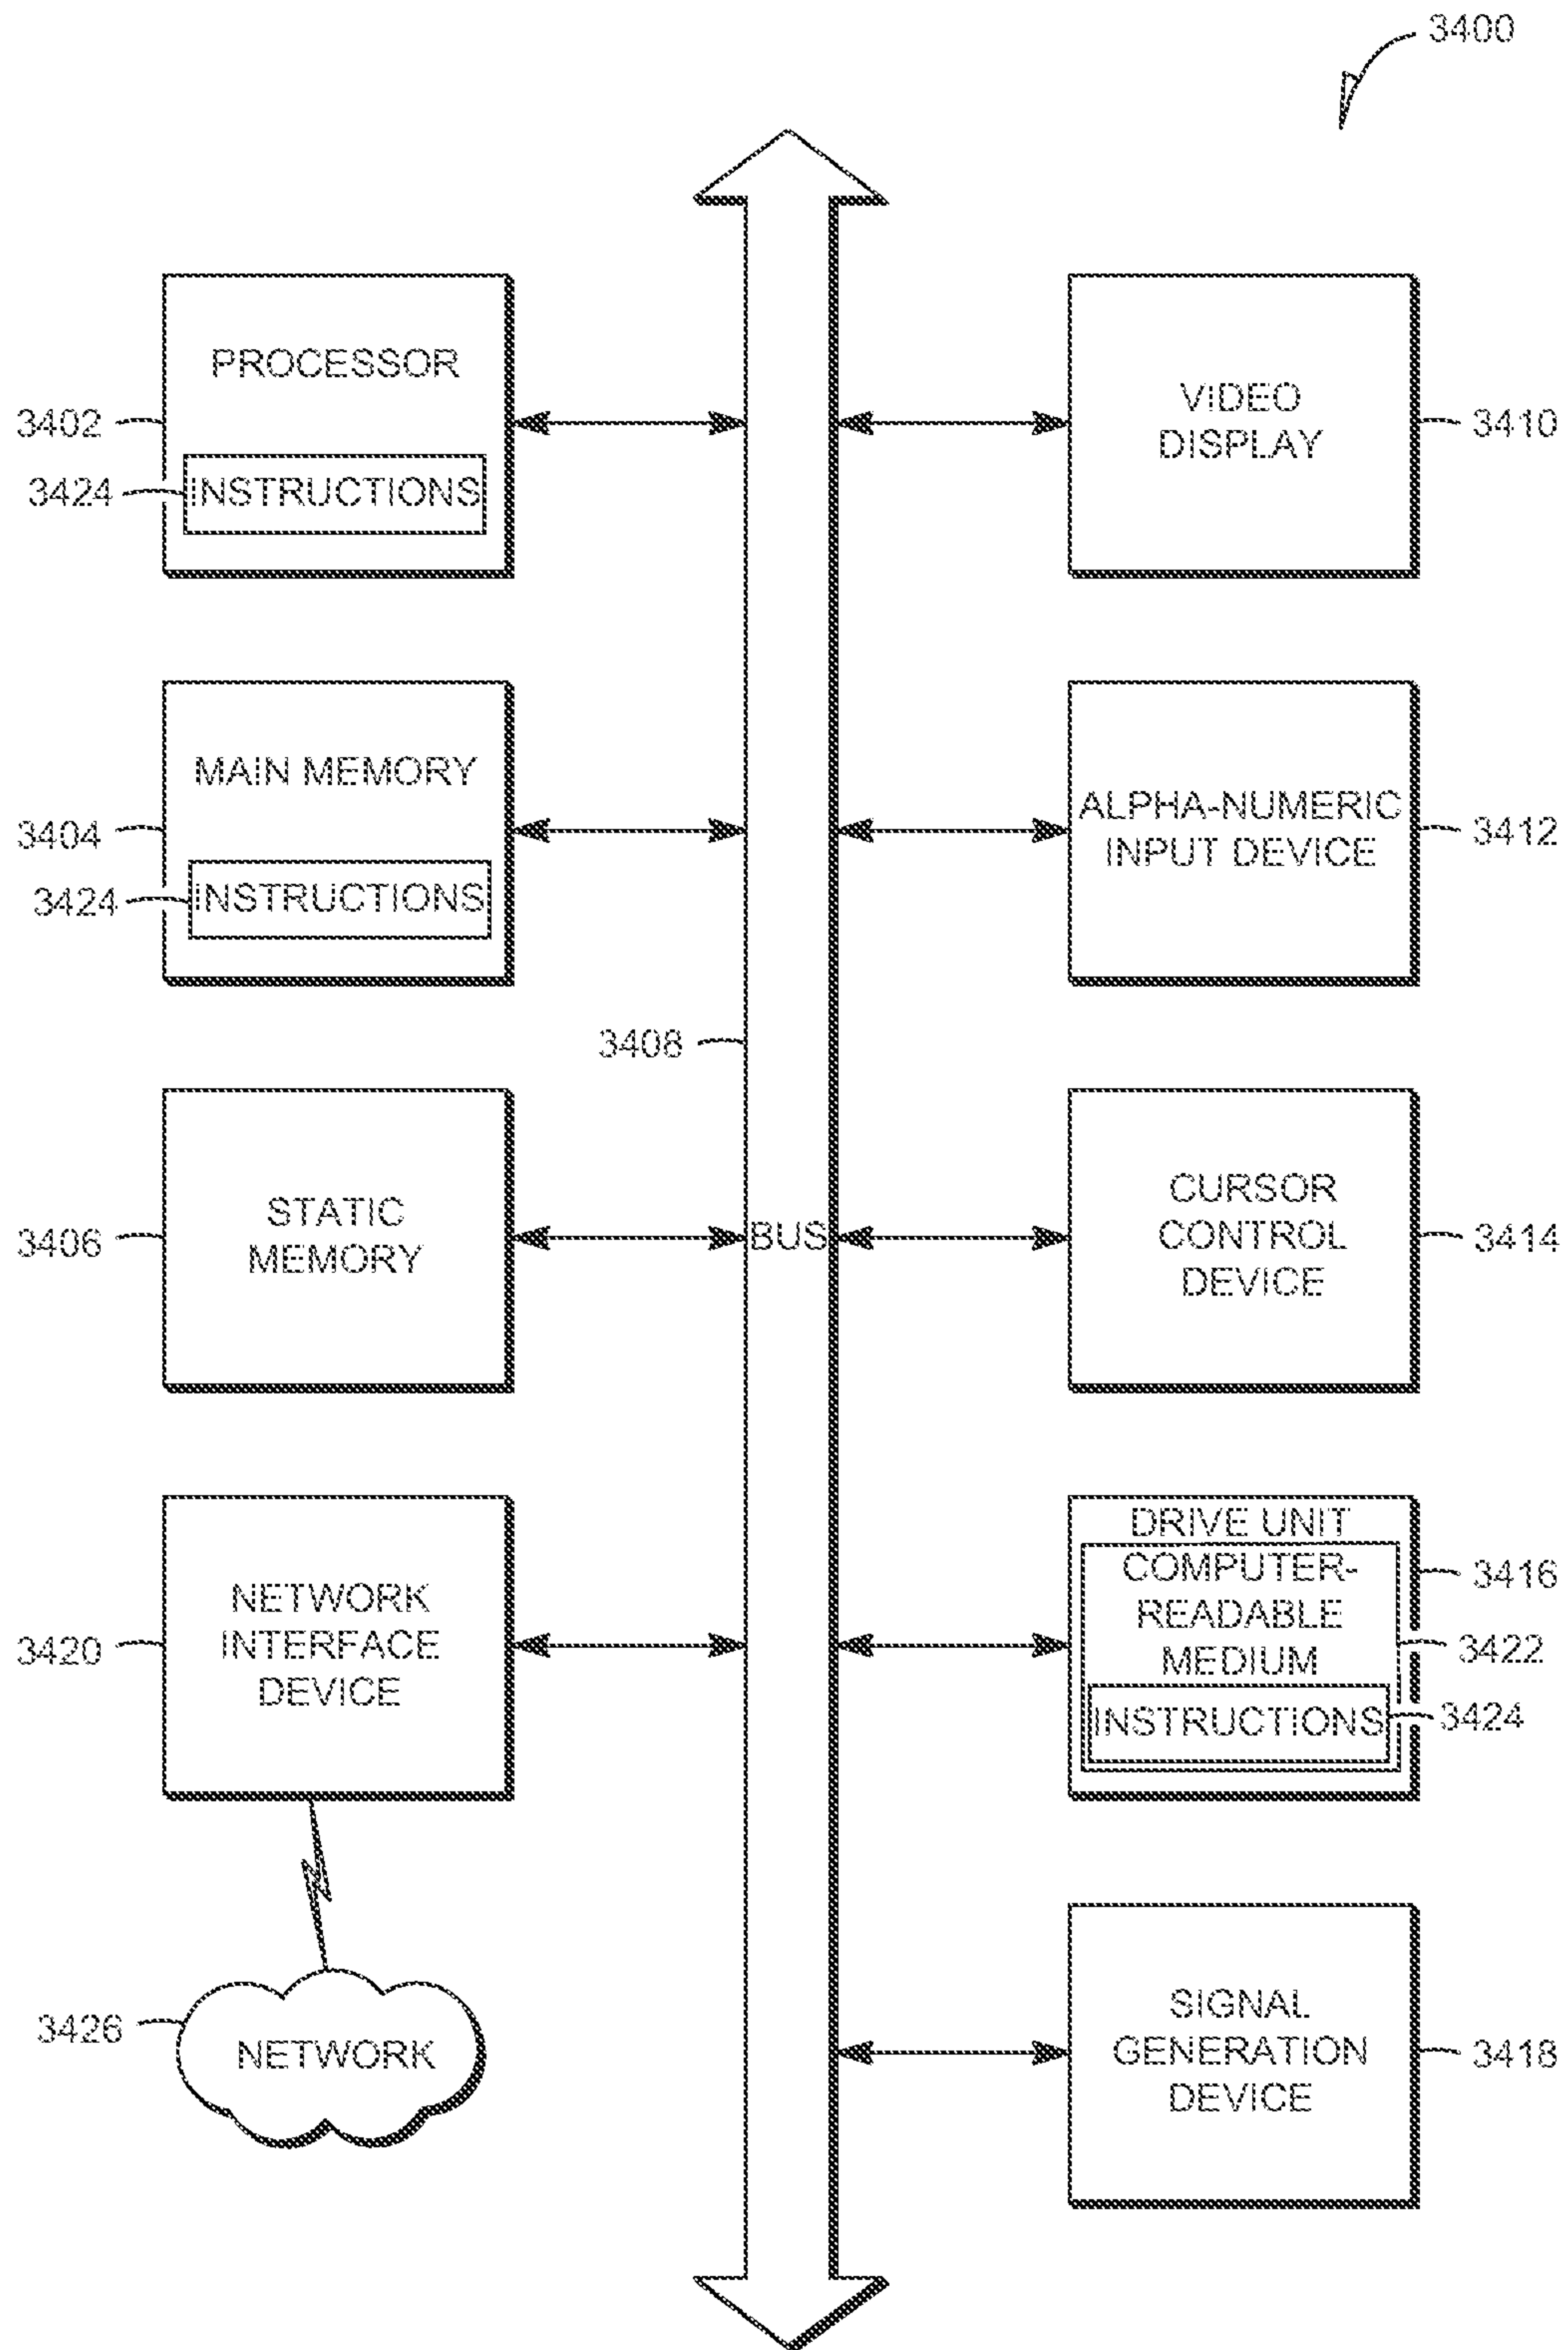 3400
PROCESSOR
3402
3424
INSTRUCTIONS
VIDEO
DISPLAY
3410
MAIN MEMORY
3404
3424
INSTRUCTIONS
ALPHA-NUMERIC
INPUT DEVICE
3412
3408
STATIC
MEMORY
3406
BUS
CURSOR
CONTROL
DEVICE
3414
NETWORK
INTERFACE
DEVICE
3420
DRIVE UNIT
COMPUTER-
READABLE
MEDIUM
INSTRUCTIONS
3416
3422
3424
3426
NETWORK
SIGNAL
GENERATION
DEVICE
3418